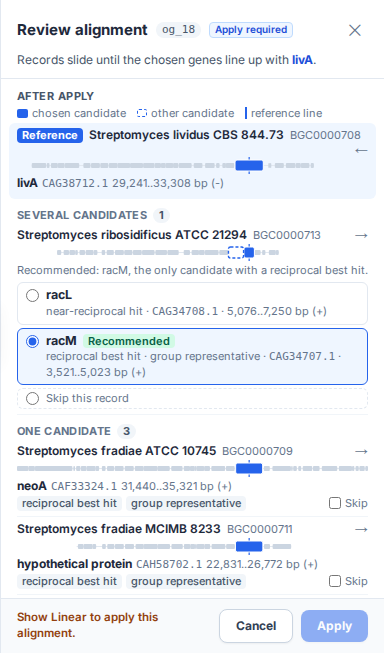 Review alignment og_18 Apply required
Records slide until the chosen genes line up with livA.
AFTER APPLY
chosen candidate other candidate reference line
Reference Streptomyces lividus CBS 844.73 BGC0000708
←
livA CAG38712.1 29,241..33,308 bp (-)
SEVERAL CANDIDATES 1
Streptomyces ribosidificus ATCC 21294 BGC0000713 →
Recommended: racM, the only candidate with a reciprocal best hit.
racL
near-reciprocal hit · CAG34708.1 · 5,076..7,250 bp (+)
racM Recommended
reciprocal best hit · group representative · CAG34707.1 ·
3,521..5,023 bp (+)
Skip this record
ONE CANDIDATE 3
Streptomyces fradiae ATCC 10745 BGC0000709 →
neoA CAF33324.1 31,440..35,321 bp (+)
reciprocal best hit group representative Skip
Streptomyces fradiae MCIMB 8233 BGC0000711 →
hypothetical protein CAH58702.1 22,831..26,772 bp (+)
reciprocal best hit group representative Skip
Show Linear to apply this
alignment.
Cancel Apply